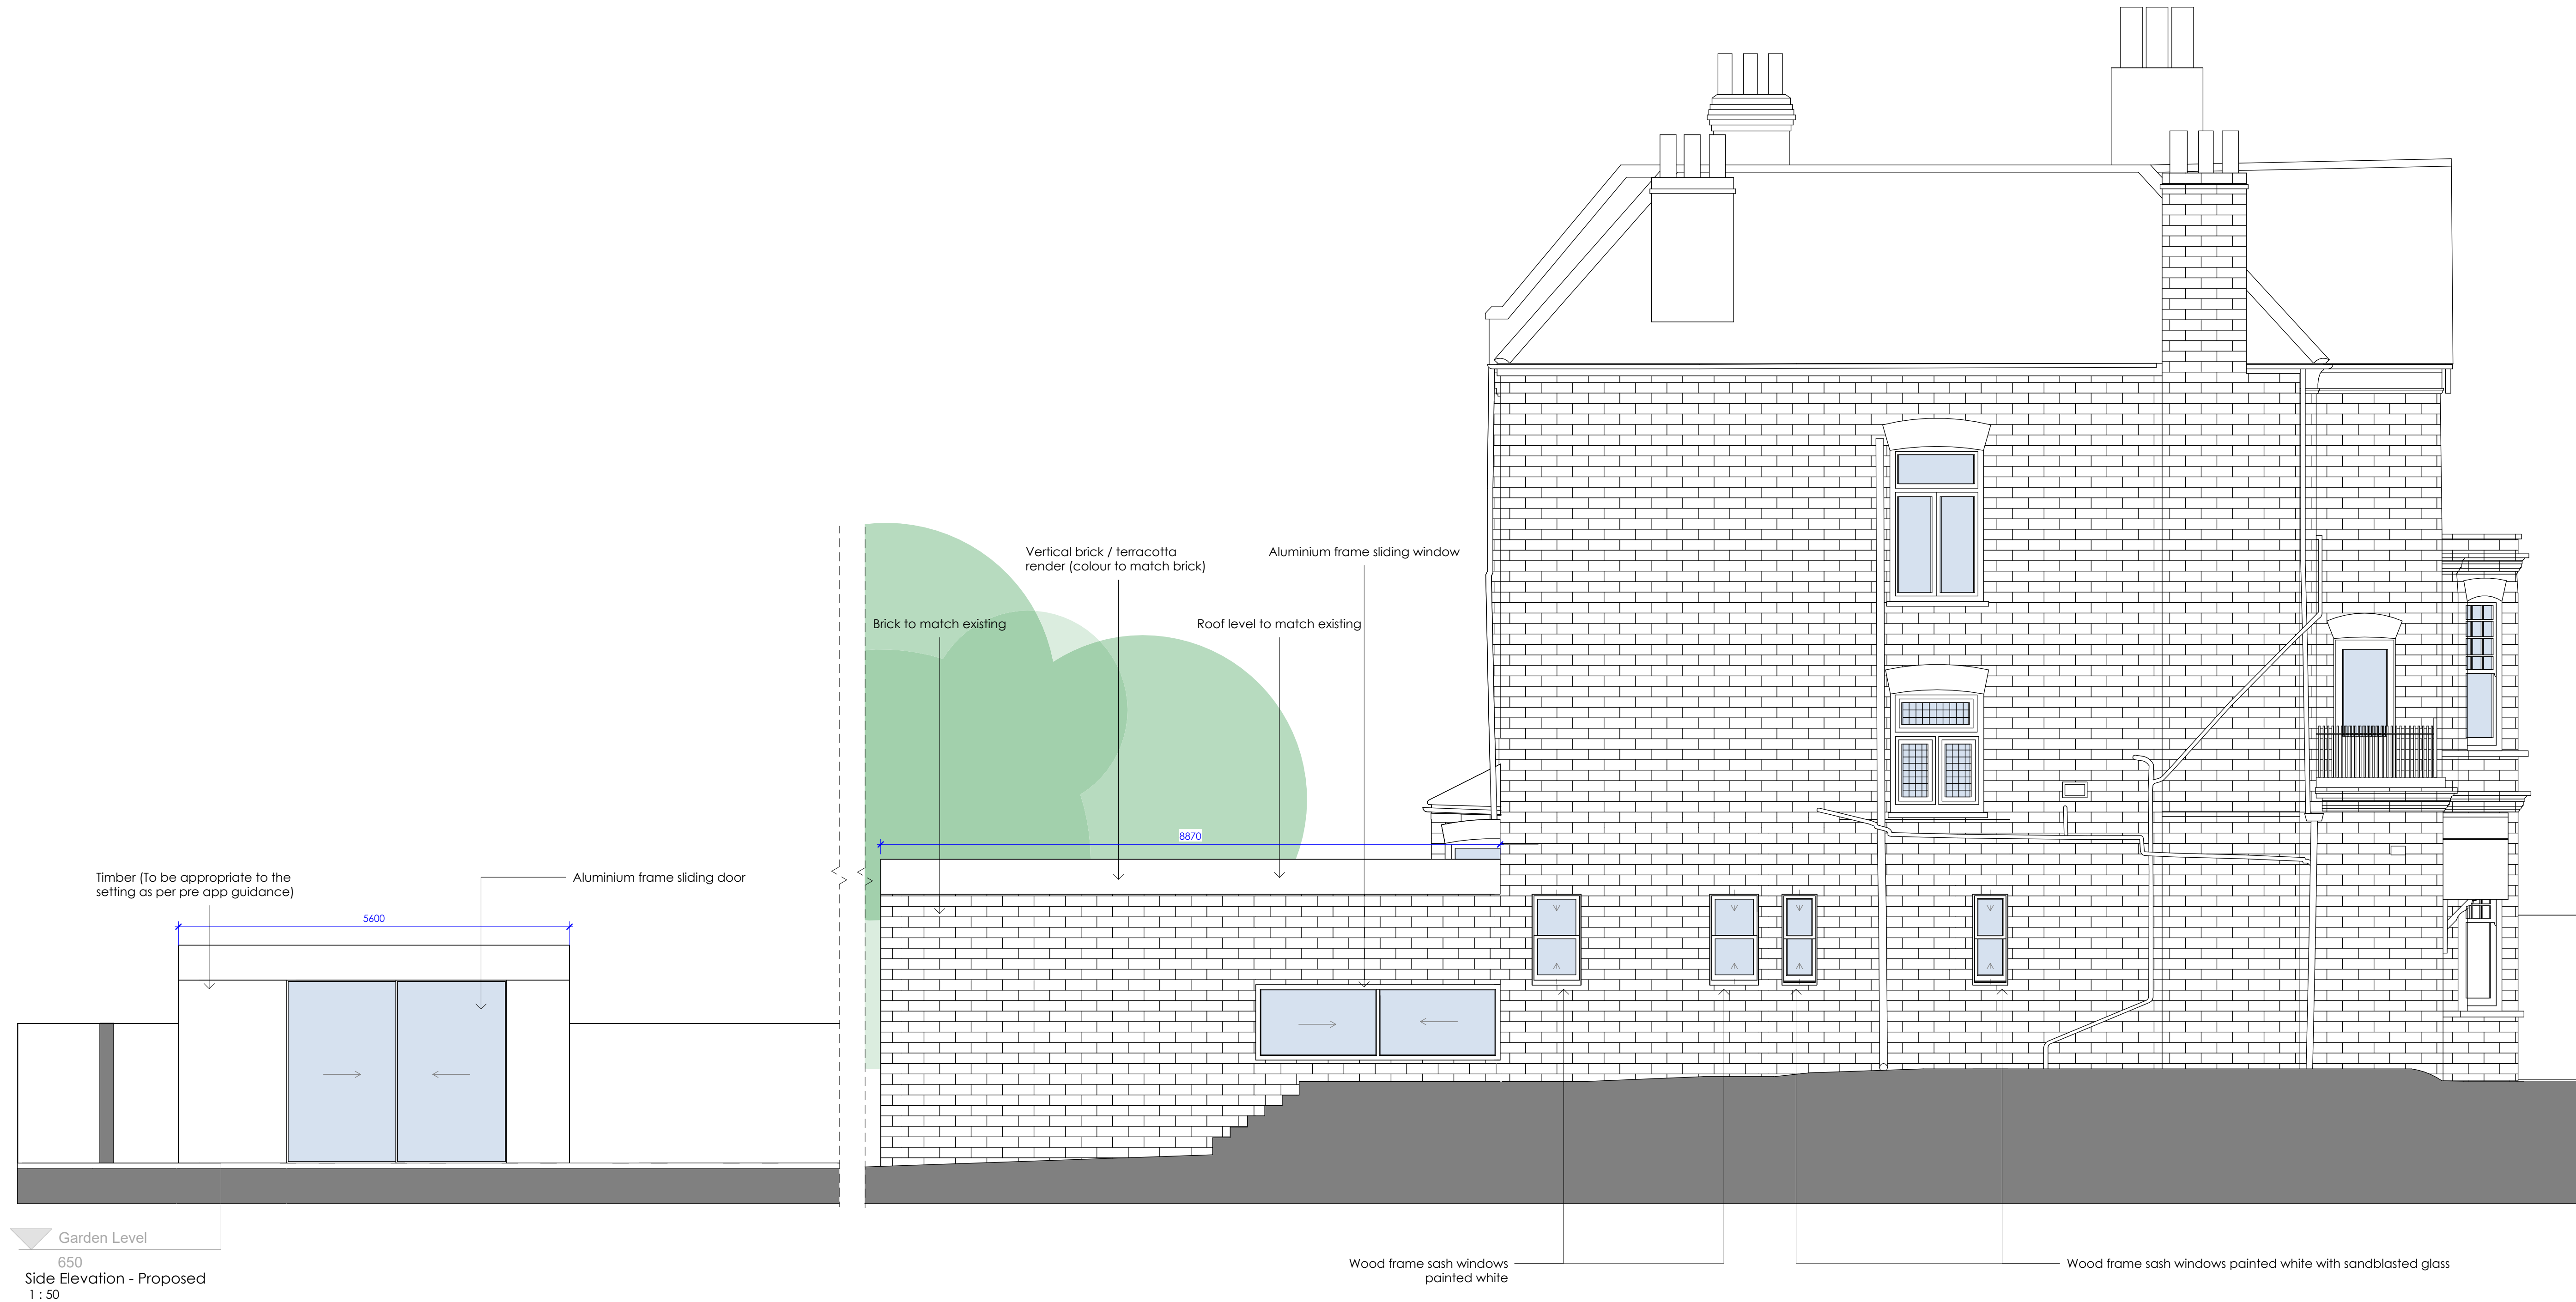 Vertical brick / terracotta
render (colour to match brick)
Aluminium frame sliding window
Brick to match existing
Roof level to match existing
8870
Timber (To be appropriate to the
setting as per pre app guidance)
Aluminium frame sliding door
5600
Garden Level
650
Side Elevation - Proposed
1 : 50
Wood frame sash windows
painted white
Wood frame sash windows painted white with sandblasted glass